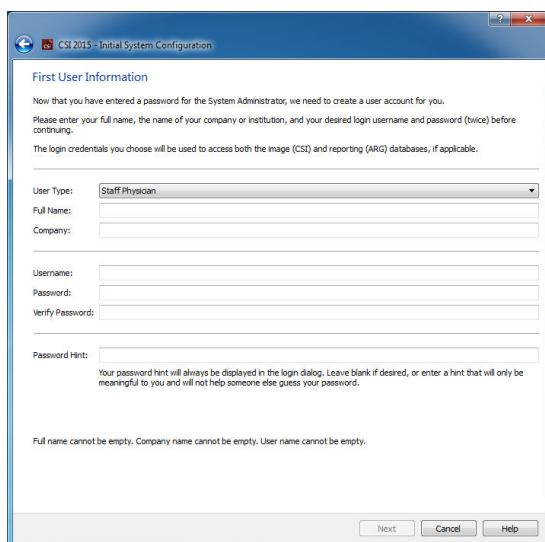 CSI 2015 - Initial System Configuration
First User Information
Now that you have entered a password for the System Administrator, we need to create a user account for you.
Please enter your full name, the name of your company or institution, and your desired login username and password (twice) before
continuing.
The login credentials you choose will be used to access both the image (CSI) and reporting (ARG) databases, if applicable.
User Type: Staff Physician
Full Name:
Company:
Username:
Password:
Verify Password:
Password Hint:
Your password hint will always be displayed in the login dialog. Leave blank if desired, or enter a hint that will only be
meaningful to you and will not help someone else guess your password.
Full name cannot be empty. Company name cannot be empty. User name cannot be empty.
Next Cancel Help